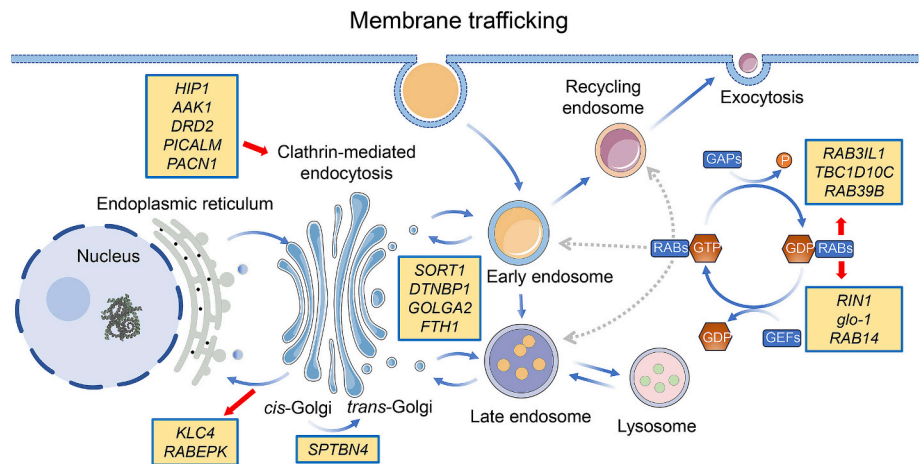 Membrane trafficking
HIP1
AAK1
DRD2
PICALM
PACN1
Clathrin-mediated
endocytosis
Recycling
endosome
Exocytosis
GAPs
P
RAB3IL1
TBC1D10C
RAB39B
Endoplasmic reticulum
Nucleus
SORT1
DTNBP1
GOLGA2
FTH1
Early endosome
RABs
GTP
GDP
RABs
GDP
GEFs
RIN1
glo-1
RAB14
cis-Golgi
trans-Golgi
Late endosome
Lysosome
KLC4
RABEPK
SPTBN4